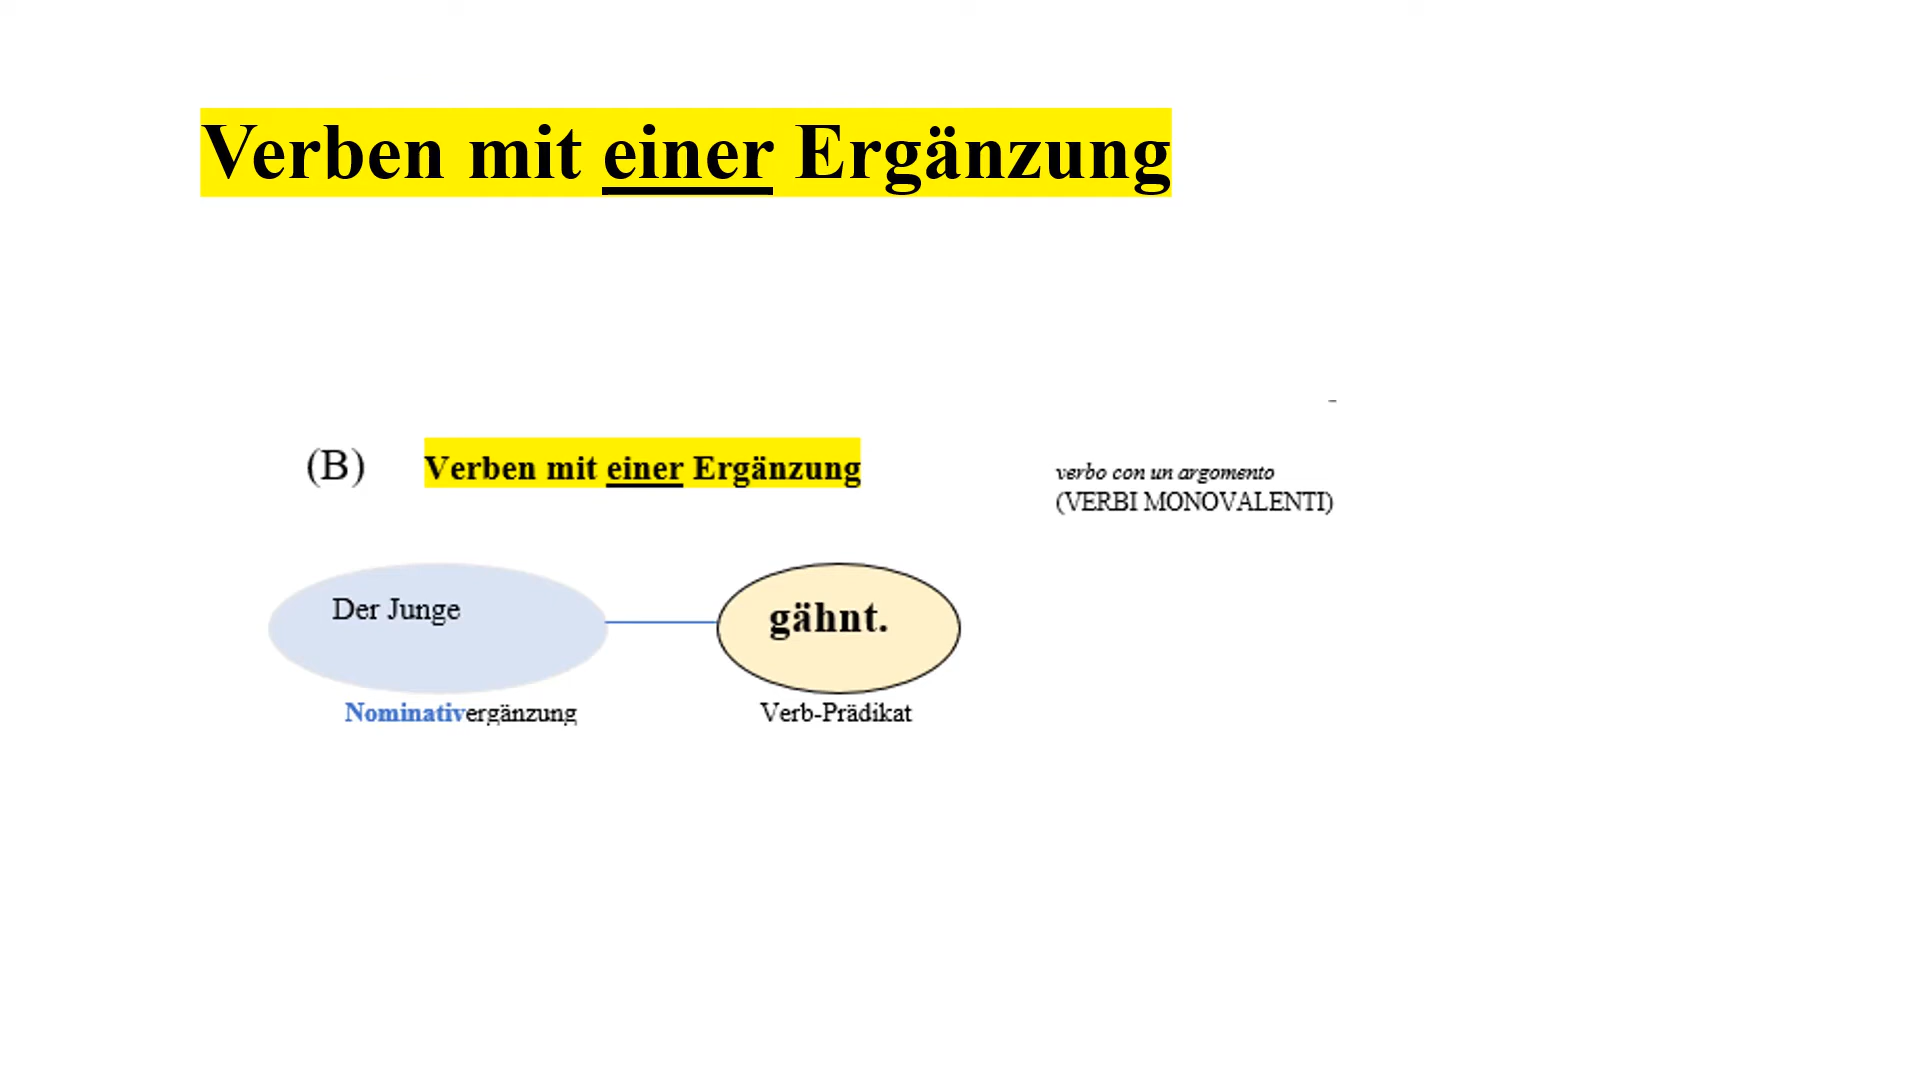 Verben mit einer Ergänzung
(B) Verben mit einer Ergänzung
verbo con un argomento
(VERBI MONOVALENTI)
Der Junge
gähnt.
Nominativergänzung
Verb-Prädikat